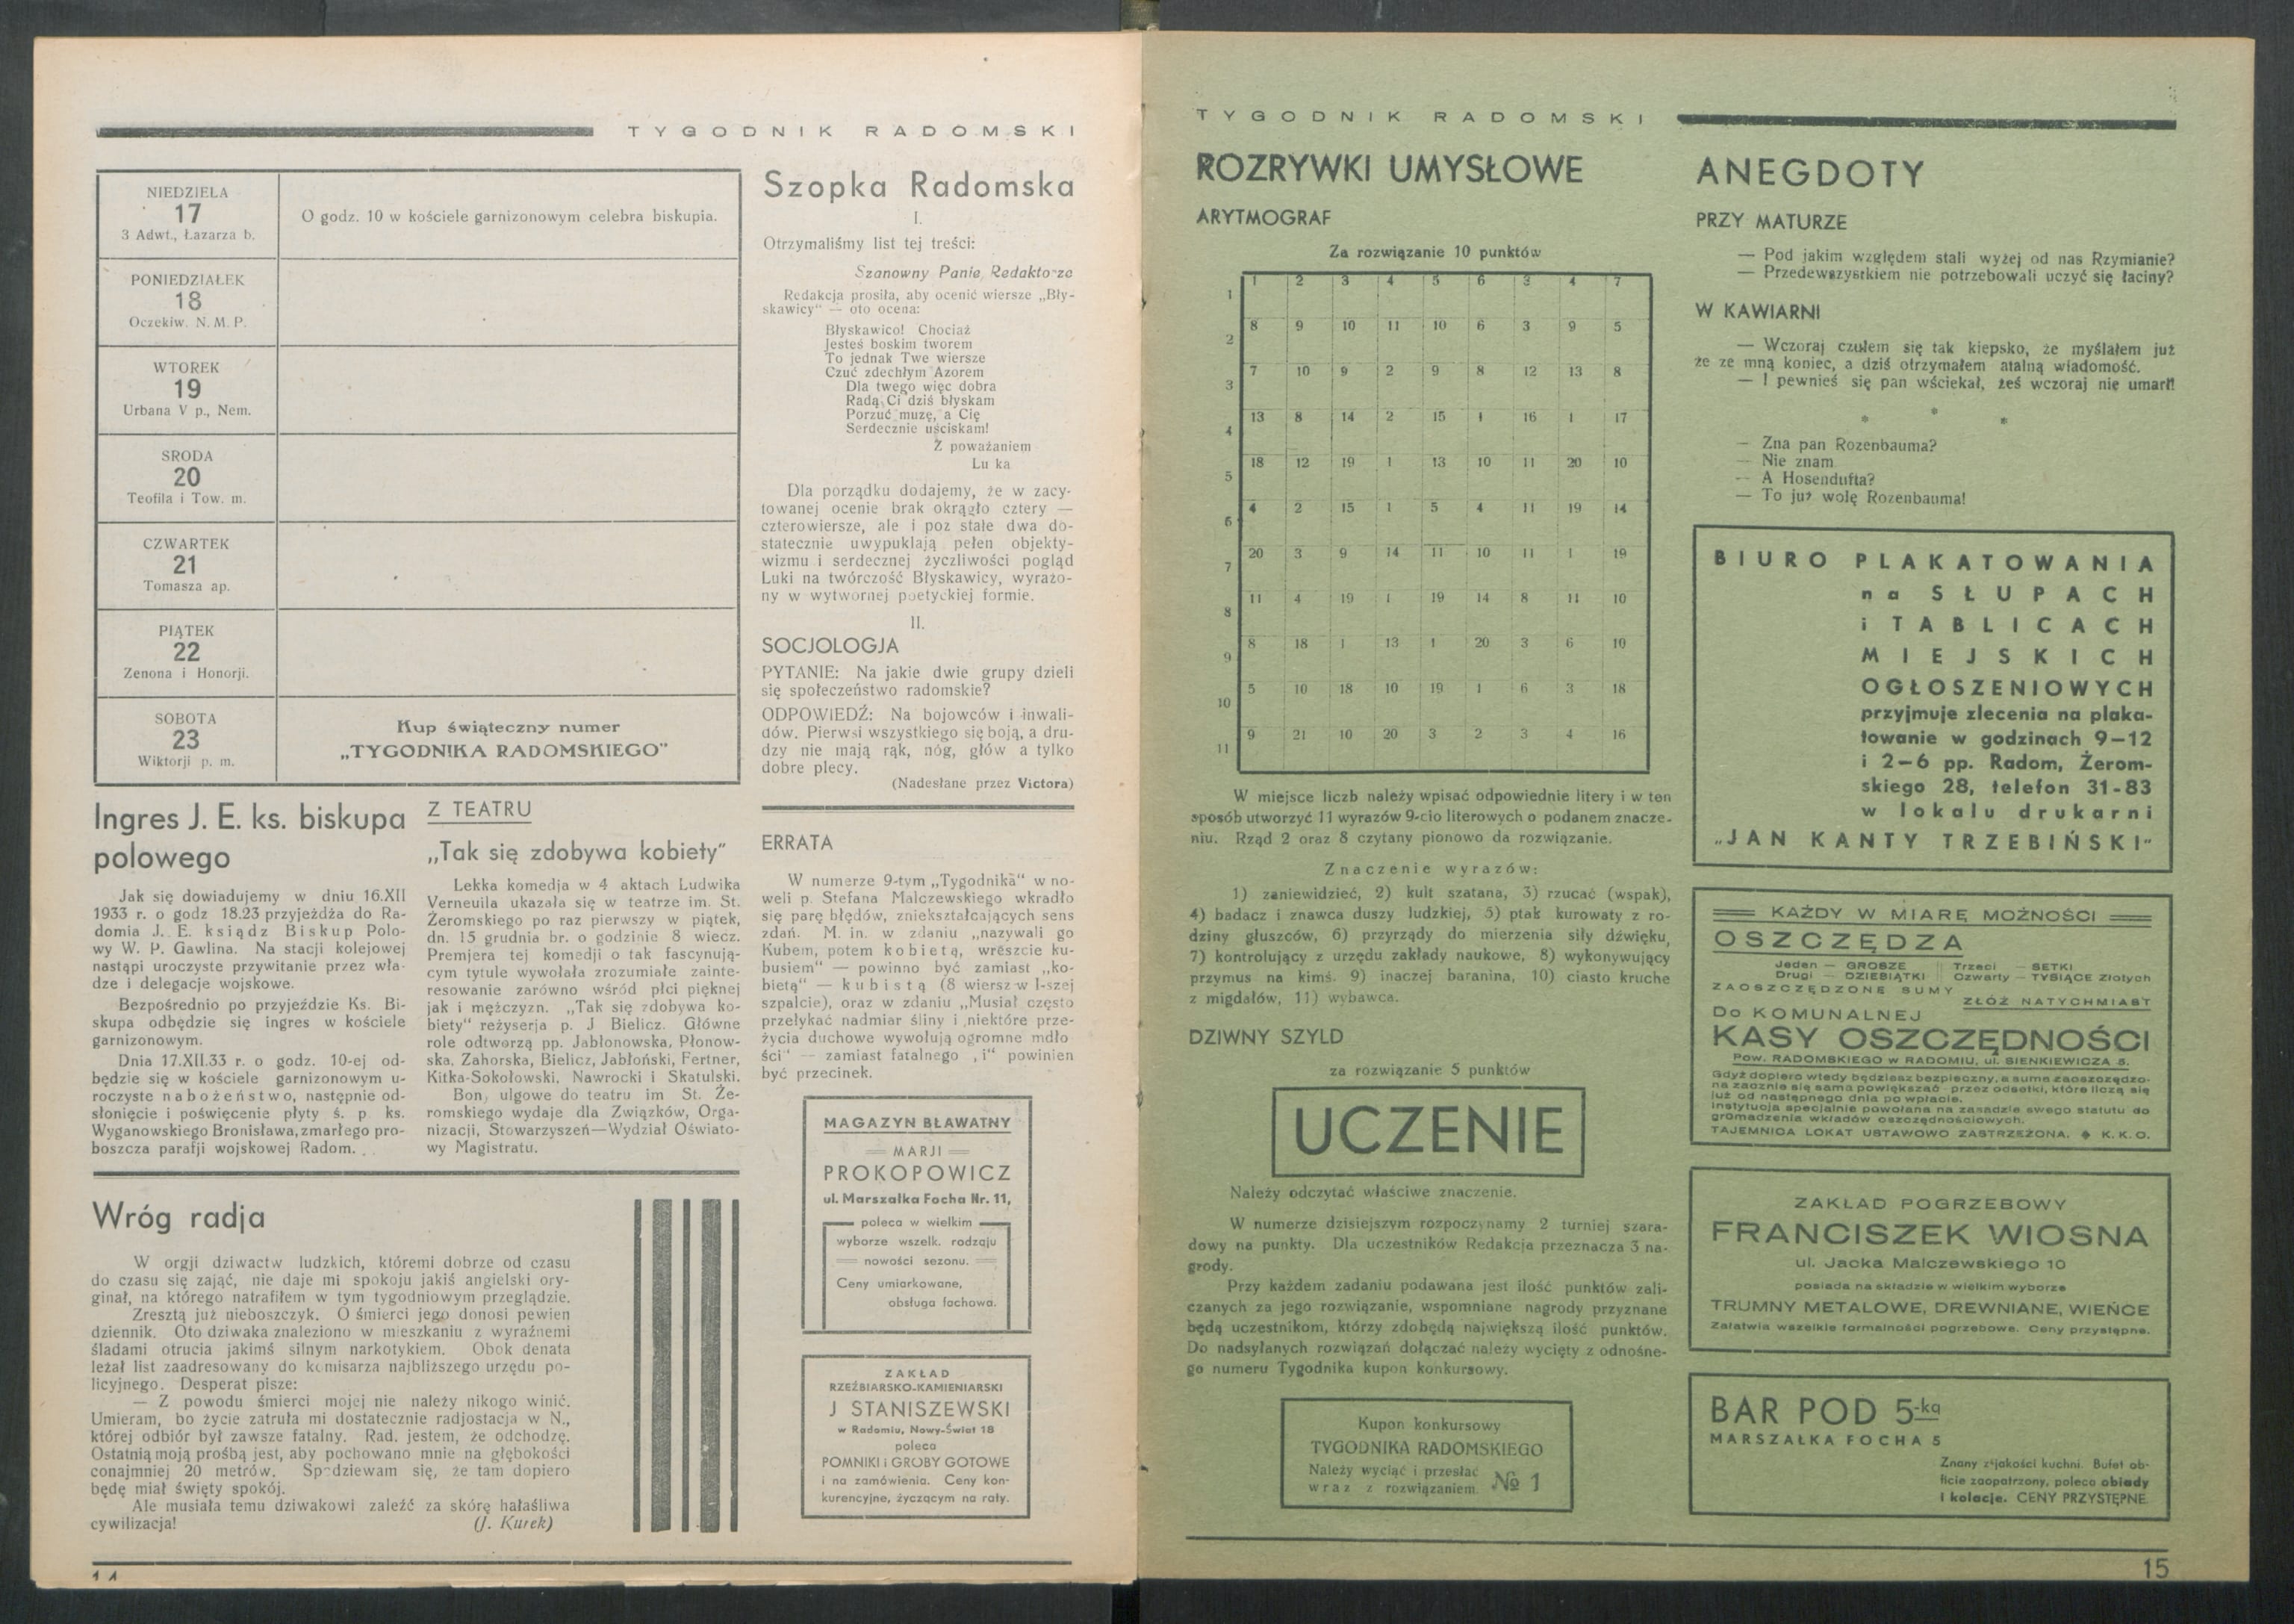 TYGODNIK RADOMSKI
NIEDZIELA
17
3 Adwt., Łazarza b.
O godz. 10 w kościele garnizonowym celebra biskupia.
PONIEDZIAŁEK
18
Oczekiw. N. M. P.
WTOREK
19
Urbana V p., Nem.
SRODA
20
Teofila i Tow. m.
CZWARTEK
21
Tomasza ap.
PIĄTEK
22
Zenona i Honorji.
SOBOTA
23
Wiktorji p. m.
Kup świąteczny numer
„TYGODNIKA RADOMSKIEGO"
Ingres J. E. ks. biskupa
polowego
Jak się dowiadujemy w dniu 16.XII
1933 r. o godz 18.23 przyjeżdża do Ra-
domia J. E. ksiądz Biskup Polo-
wy W. P. Gawlina. Na stacji kolejowej
nastąpi uroczyste przywitanie przez wła-
dze i delegacje wojskowe.
Bezpośrednio po przyjeździe Ks. Bi-
skupa odbędzie się ingres w kościele
garnizonowym.
Dnia 17.XII.33 r. o godz. 10-ej od-
będzie się w kościele garnizonowym u-
roczyste nabożeństwo, następnie od-
słonięcie i poświęcenie płyty ś. p. ks.
Wyganowskiego Bronisława, zmarłego pro-
boszcza parafji wojskowej Radom.
Z TEATRU
„Tak się zdobywa kobiety"
Lekka komedja w 4 aktach Ludwika
Verneuila ukazała się w teatrze im. St.
Żeromskiego po raz pierwszy w piątek,
dn. 15 grudnia br. o godzinie 8 wiecz.
Premjera tej komedji o tak fascynują-
cym tytule wywołała zrozumiałe zainte-
resowanie zarówno wśród płci pięknej
jak i mężczyzn. „Tak się zdobywa ko-
biety" reżyserja p. J Bielicz. Główne
role odtworzą pp. Jabłonowska, Płonow-
ska, Zahorska, Bielicz, Jabłoński, Fertner,
Kitka-Sokołowski, Nawrocki i Skatulski.
Bony ulgowe do teatru im St. Że-
romskiego wydaje dla Związków, Orga-
nizacji, Stowarzyszeń—Wydział Oświato-
wy Magistratu.
Wróg radja
W orgji dziwactw ludzkich, któremi dobrze od czasu
do czasu się zająć, nie daje mi spokoju jakiś angielski ory-
ginał, na którego natrafiłem w tym tygodniowym przeglądzie.
Zresztą już nieboszczyk. O śmierci jego donosi pewien
dziennik. Oto dziwaka znaleziono w mieszkaniu z wyraźnemi
śladami otrucia jakimś silnym narkotykiem. Obok denata
leżał list zaadresowany do komisarza najbliższego urzędu po-
licyjnego. Desperat pisze:
— Z powodu śmierci mojej nie należy nikogo winić.
Umieram, bo życie zatruła mi dostatecznie radjostacja w N.,
której odbiór był zawsze fatalny. Rad jestem, że odchodzę.
Ostatnią moją prośbą jest, aby pochowano mnie na głębokości
conajmniej 20 metrów. Spodziewam się, że tam dopiero
będę miał święty spokój.
Ale musiała temu dziwakowi zaleźć za skórę hałaśliwa
cywilizacja!
(J. Kurek)
Szopka Radomska
I.
Otrzymaliśmy list tej treści:
Szanowny Panie Redaktorze
Redakcja prosiła, aby ocenić wiersze „Bły-
skawicy" — oto ocena:
Błyskawico! Chociaż
Jesteś boskim tworem
To jednak Twe wiersze
Czuć zdechłym Azorem
Dla twego więc dobra
Radą Ci dziś błyskam
Porzuć muzę, a Cię
Serdecznie uściskam!
Z poważaniem
Lu ka
Dla porządku dodajemy, że w zacy-
towanej ocenie brak okrągło cztery —
czterowiersze, ale i poz stałe dwa do-
statecznie uwypuklają pełen objekty-
wizmu i serdecznej życzliwości pogląd
Luki na twórczość Błyskawicy, wyrażo-
ny w wytwornej poetyckiej formie.
II.
SOCJOLOGJA
PYTANIE: Na jakie dwie grupy dzieli
się społeczeństwo radomskie?
ODPOWIEDŹ: Na bojowców i inwali-
dów. Pierwsi wszystkiego się boją, a dru-
dzy nie mają rąk, nóg, głów a tylko
dobre plecy.
(Nadesłane przez Victora)
ERRATA
W numerze 9-tym „Tygodnika" w no-
weli p. Stefana Malczewskiego wkradło
się parę błędów, zniekształcających sens
zdań. M. in. w zdaniu „nazywali go
Kubem, potem kobietą, wreszcie ku-
busiem" — powinno być zamiast „ko-
bietą" — kubistą (8 wiersz w I-szej
szpalcie), oraz w zdaniu „Musiał często
przełykać nadmiar śliny i niektóre prze-
życia duchowe wywołują ogromne mdło
ści" — zamiast fatalnego „i" powinien
być przecinek.
MAGAZYN BŁAWATNY
MARJI
PROKOPOWICZ
ul. Marszałka Focha Nr. 11,
poleca w wielkim
wyborze wszelk. rodzaju
nowości sezonu.
Ceny umiarkowane,
obsługa fachowa.
ZAKŁAD
RZEŹBIARSKO-KAMIENIARSKI
J STANISZEWSKI
w Radomiu, Nowy-Świat 18
poleca
POMNIKI i GROBY GOTOWE
i na zamówienia. Ceny kon-
kurencyjne, życzącym na raty.
14
TYGODNIK RADOMSKI
ROZRYWKI UMYSŁOWE
ARYTMOGRAF
Za rozwiązanie 10 punktów
1 1 2 3 4 5 6 3 4 7
2 8 9 10 11 10 6 3 9 5
3 7 10 9 2 9 8 12 13 8
4 13 8 14 2 15 1 16 1 17
5 18 12 19 1 13 10 11 20 10
6 4 2 15 1 5 4 11 19 14
7 20 3 9 14 11 10 11 1 19
8 11 4 19 1 19 14 8 11 10
9 8 18 1 13 1 20 3 6 10
10 5 10 18 10 19 1 6 3 18
11 9 21 10 20 3 2 3 4 16
W miejsce liczb należy wpisać odpowiednie litery i w ten
sposób utworzyć 11 wyrazów 9-cio literowych o podanem znacze-
niu. Rząd 2 oraz 8 czytany pionowo da rozwiązanie.
Znaczenie wyrazów:
1) zaniewidzieć, 2) kult szatana, 3) rzucać (wspak),
4) badacz i znawca duszy ludzkiej, 5) ptak kurowaty z ro-
dziny głuszców, 6) przyrządy do mierzenia siły dźwięku,
7) kontrolujący z urzędu zakłady naukowe, 8) wykonywujący
przymus na kimś. 9) inaczej baranina, 10) ciasto kruche
z migdałów, 11) wybawca.
DZIWNY SZYLD
za rozwiązanie 5 punktów
UCZENIE
Należy odczytać właściwe znaczenie.
W numerze dzisiejszym rozpoczynamy 2 turniej szara-
dowy na punkty. Dla uczestników Redakcja przeznacza 3 na-
grody.
Przy każdem zadaniu podawana jest ilość punktów zali-
czanych za jego rozwiązanie, wspomniane nagrody przyznane
będą uczestnikom, którzy zdobędą największą ilość punktów.
Do nadsyłanych rozwiązań dołączać należy wycięty z odnośne-
go numeru Tygodnika kupon konkursowy.
Kupon konkursowy
TYGODNIKA RADOMSKIEGO
Należy wyciąć i przesłać
wraz z rozwiązaniem
№ 1
ANEGDOTY
PRZY MATURZE
— Pod jakim względem stali wyżej od nas Rzymianie?
— Przedewszystkiem nie potrzebowali uczyć się łaciny?
W KAWIARNI
— Wczoraj czułem się tak kiepsko, że myślałem już
że ze mną koniec, a dziś otrzymałem atalną wiadomość.
— I pewnieś się pan wściekał, żeś wczoraj nie umarł!
* * *
— Zna pan Rozenbauma?
— Nie znam
— A Hosendufta?
— To już wolę Rozenbauma!
BIURO PLAKATOWANIA
na SŁUPACH
i TABLICACH
MIEJSKICH
OGŁOSZENIOWYCH
przyjmuje zlecenia na plaka-
towanie w godzinach 9—12
i 2—6 pp. Radom, Żerom-
skiego 28, telefon 31-83
w lokalu drukarni
„JAN KANTY TRZEBIŃSKI"
KAŻDY W MIARĘ MOŻNOŚCI
OSZCZĘDZA
Jeden — GROSZE Trzeci — SETKI
Drugi — DZIESIĄTKI Czwarty — TYSIĄCE Złotych
ZAOSZCZĘDZONE SUMY
ZŁÓŻ NATYCHMIAST
Do KOMUNALNEJ
KASY OSZCZĘDNOŚCI
Pow. RADOMSKIEGO w RADOMIU, ul. SIENKIEWICZA 5.
Gdyż dopiero wtedy będziesz bezpieczny, a suma zaoszczędzo-
na zacznie się sama powiększać przez odsetki, które liczą się
już od następnego dnia po wpłacie.
Instytucja specjalnie powołana na zasadzie swego statutu do
gromadzenia wkładów oszczędnościowych.
TAJEMNICA LOKAT USTAWOWO ZASTRZEŻONA. ♦ K. K. O.
ZAKŁAD POGRZEBOWY
FRANCISZEK WIOSNA
ul. Jacka Malczewskiego 10
posiada na składzie w wielkim wyborze
TRUMNY METALOWE, DREWNIANE, WIEŃCE
Załatwia wszelkie formalności pogrzebowe. Ceny przystępne.
BAR POD 5-ką
MARSZAŁKA FOCHA 5
Znany z jakości kuchni. Bufet ob-
ficie zaopatrzony, poleca obiady
i kolacje. CENY PRZYSTĘPNE
15